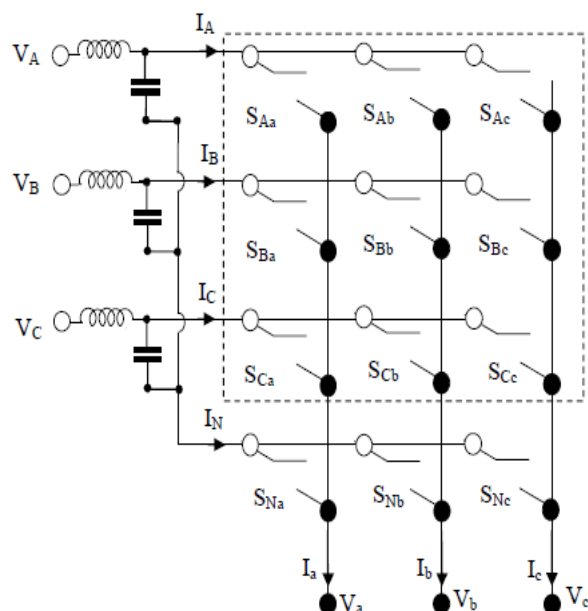 I_A
V_A
S_Aa S_Ab S_Ac
I_B
V_B
S_Ba S_Bb S_Bc
I_C
V_C
S_Ca S_Cb S_Cc
I_N
S_Na S_Nb S_Nc
I_a I_b I_c
V_a V_b V_c